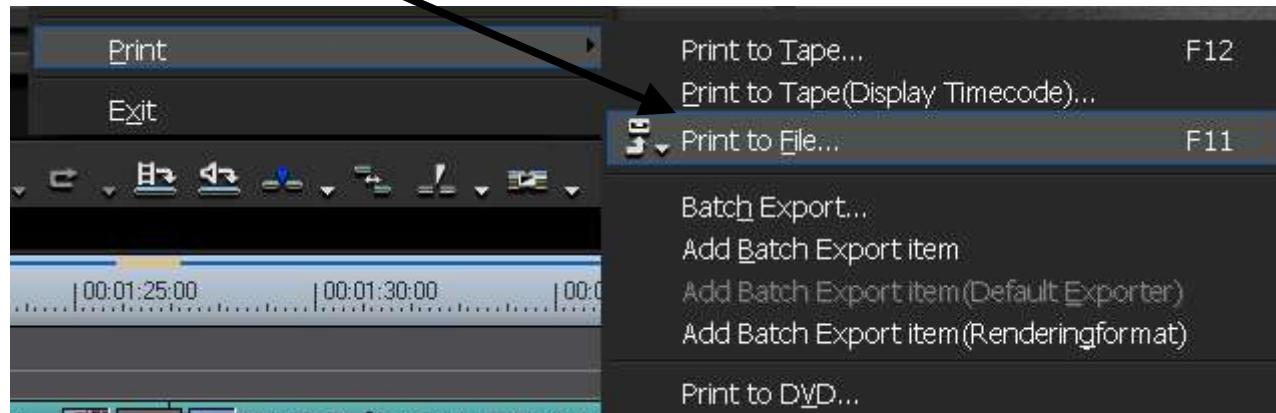 Print
Exit
00:01:25:00 00:01:30:00
Print to Tape... F12
Print to Tape(Display Timecode)...
Print to File... F11
Batch Export...
Add Batch Export item
Add Batch Export item(Default Exporter)
Add Batch Export item(Renderingformat)
Print to DVD...